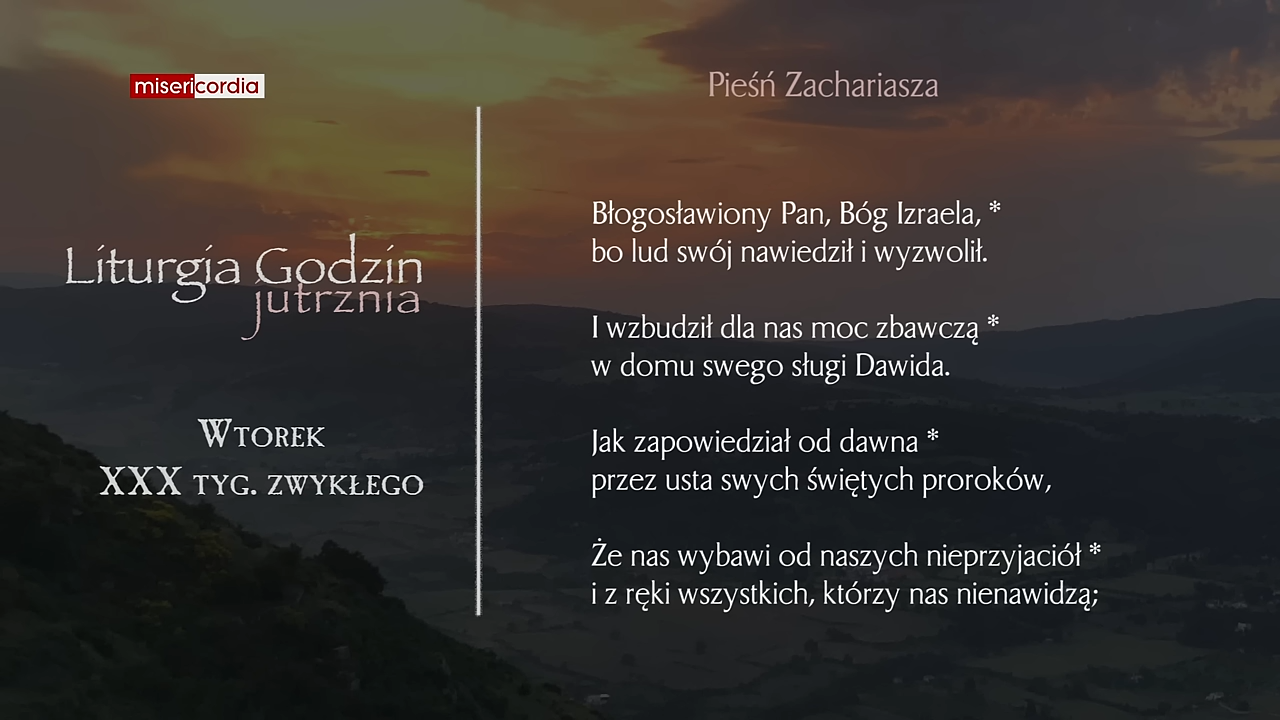 misericordia
Liturgia Godzin
jutrznia
Wtorek
XXX tyg. zwykłego
Pieśń Zachariasza
Błogosławiony Pan, Bóg Izraela, *
bo lud swój nawiedził i wyzwolił.
I wzbudził dla nas moc zbawczą *
w domu swego sługi Dawida.
Jak zapowiedział od dawna *
przez usta swych świętych proroków,
Że nas wybawi od naszych nieprzyjaciół *
i z ręki wszystkich, którzy nas nienawidzą;